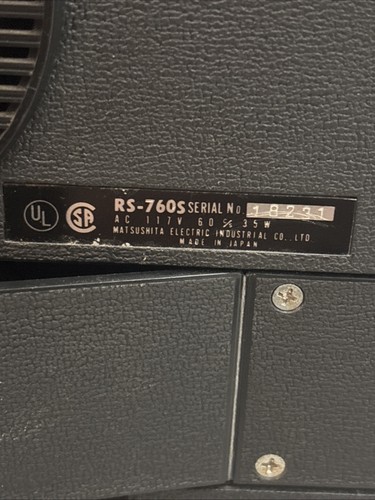 UL SA RS-760S SERIAL NO 18231
AC 117V 60 c/s 35W
MATSUSHITA ELECTRIC INDUSTRIAL CO., LTD
MADE IN JAPAN